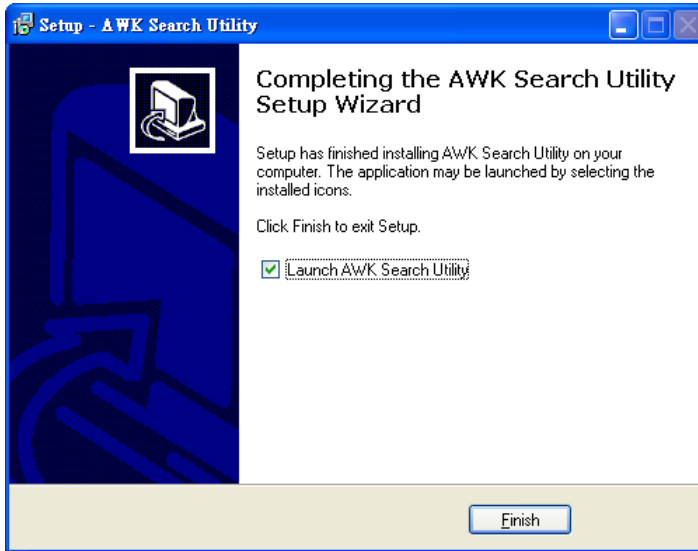 Setup - AWK Search Utility
Completing the AWK Search Utility
Setup Wizard
Setup has finished installing AWK Search Utility on your
computer. The application may be launched by selecting the
installed icons.
Click Finish to exit Setup.
Launch AWK Search Utility
Finish